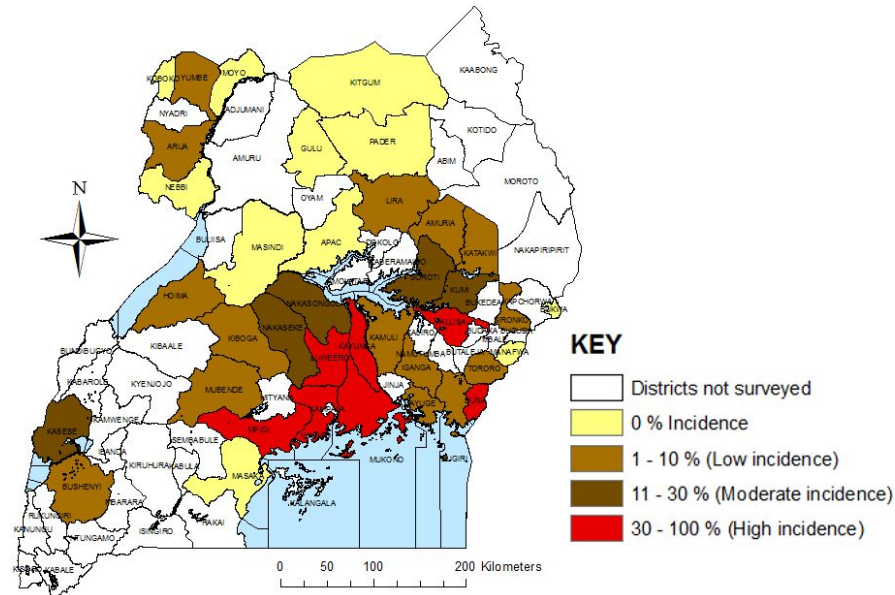 KAABONG
KITGUM
MOYO
YUMBE
KOBOKO
ADJUMANI
NYADRI
KOTIDO
PADER
GULU
ARUA
AMURU
ABIM
MOROTO
NEBBI
N
OYAM
LIRA
AMURIA
BULIISA
MASINDI
APAC
DOKOLO
KATAKWI
NAKAPIRIPIRIT
SOROTI
KUMI
HOIMA
NAKASONGOLA
BUKEDEA
BUKWA
NAKASEKE
PALLISA
SIRONKO
KIBOGA
KAMULI
MBALE
KIBAALE
LUWEERO
KAYUNGA
BUTALEJA
MANAFWA
BUNDIBUGYO
NAMUTUMBA
IGANGA
TORORO
KYENJOJO
MUBENDE
JINJA
KABAROLE
MITYANA
KAMWENGE
MPIGI
SEMBABULE
KASESE
IBANDA
KIRUHURA
MUKONO
BUGIRI
BUSHENYI
MASAKA
KALANGALA
MBARARA
RUKUNGIRI
RAKAI
KANUNGU
ISINGIRO
NTUNGAMO
KABALE
KISORO
0 50 100 200 Kilometers
KEY
Districts not surveyed
0 % Incidence
1 - 10 % (Low incidence)
11 - 30 % (Moderate incidence)
30 - 100 % (High incidence)